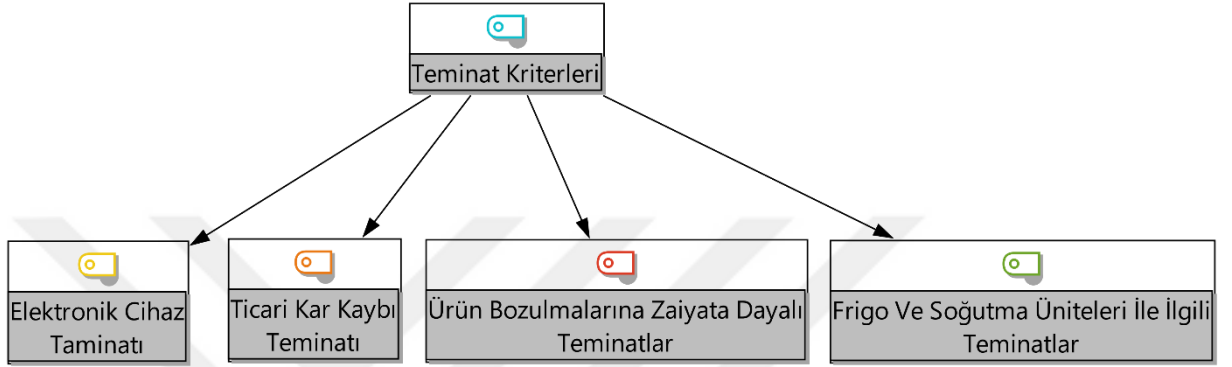 Teminat Kriterleri
Elektronik Cihaz
Taminatı
Ticari Kar Kaybı
Teminatı
Ürün Bozulmalarına Zaiyata Dayalı
Teminatlar
Frigo Ve Soğutma Üniteleri İle İlgili
Teminatlar